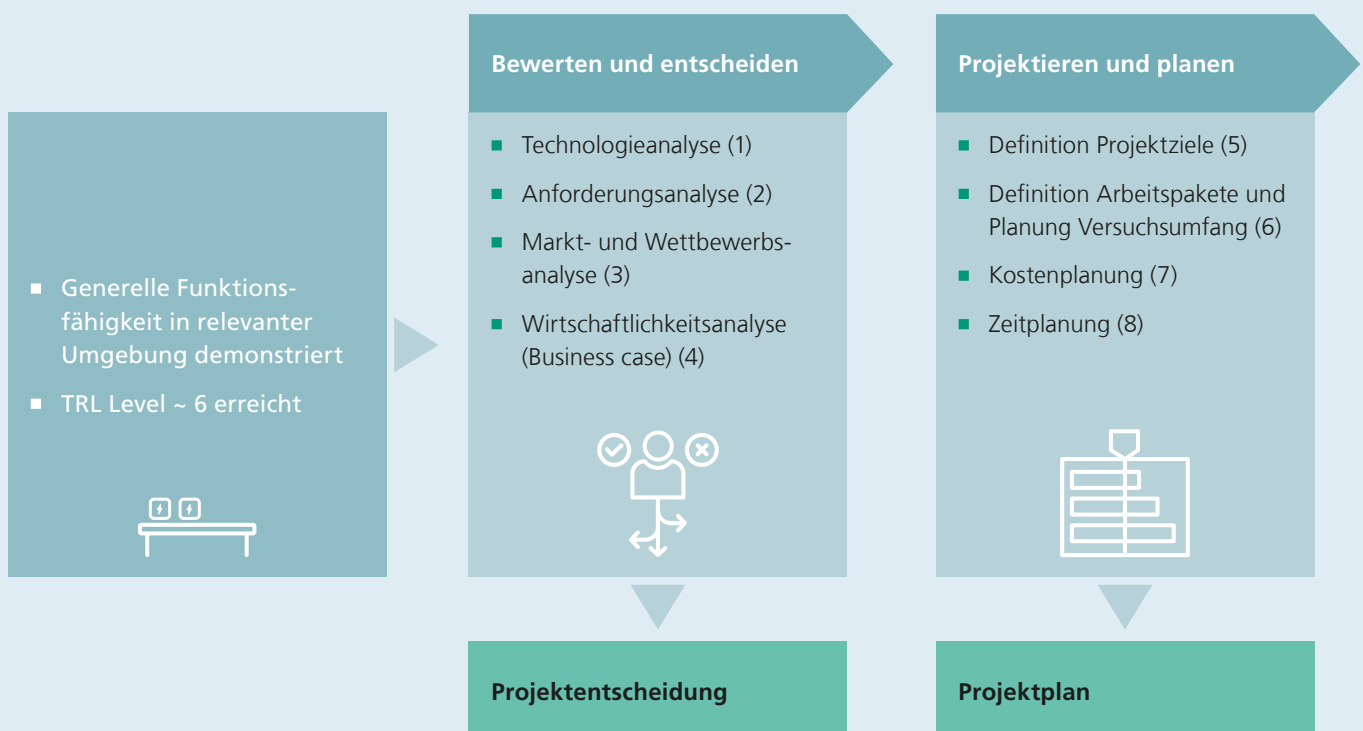 Generelle Funktions-
fähigkeit in relevanter
Umgebung demonstriert
TRL Level ~ 6 erreicht
Bewerten und entscheiden
Technologieanalyse (1)
Anforderungsanalyse (2)
Markt- und Wettbewerbs-
analyse (3)
Wirtschaftlichkeitsanalyse
(Business case) (4)
Projektentscheidung
Projektieren und planen
Definition Projektziele (5)
Definition Arbeitspakete und
Planung Versuchsumfang (6)
Kostenplanung (7)
Zeitplanung (8)
Projektplan